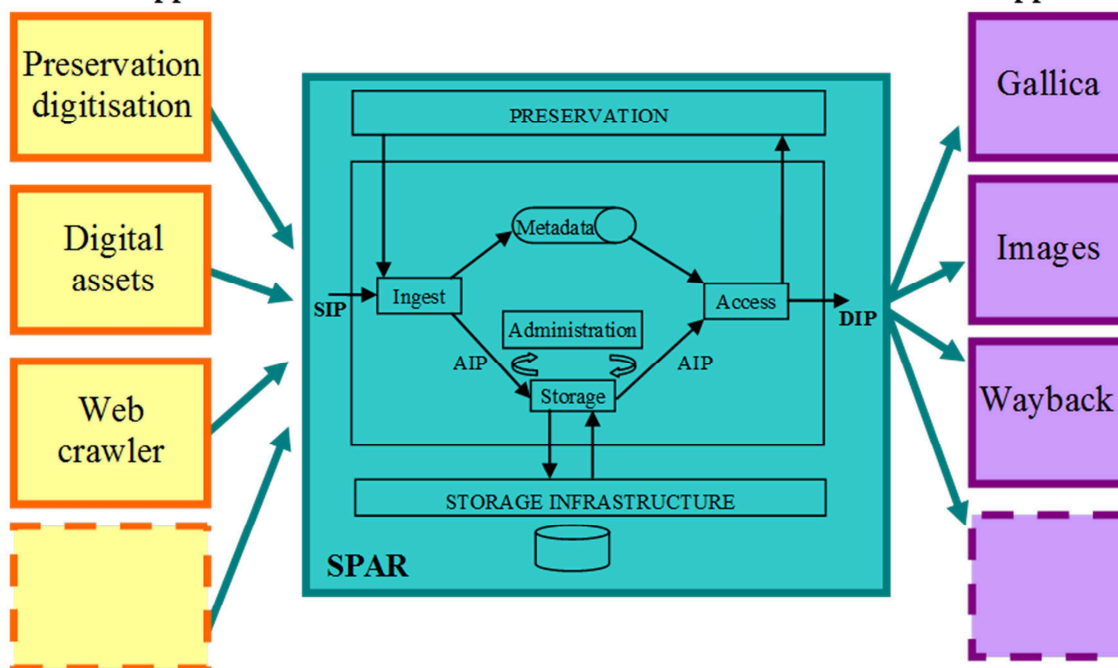 Preservation
digitisation
Digital
assets
Web
crawler
PRESERVATION
Metadata
SIP
Ingest
Access
DIP
Administration
AIP
AIP
Storage
STORAGE INFRASTRUCTURE
SPAR
Gallica
Images
Wayback